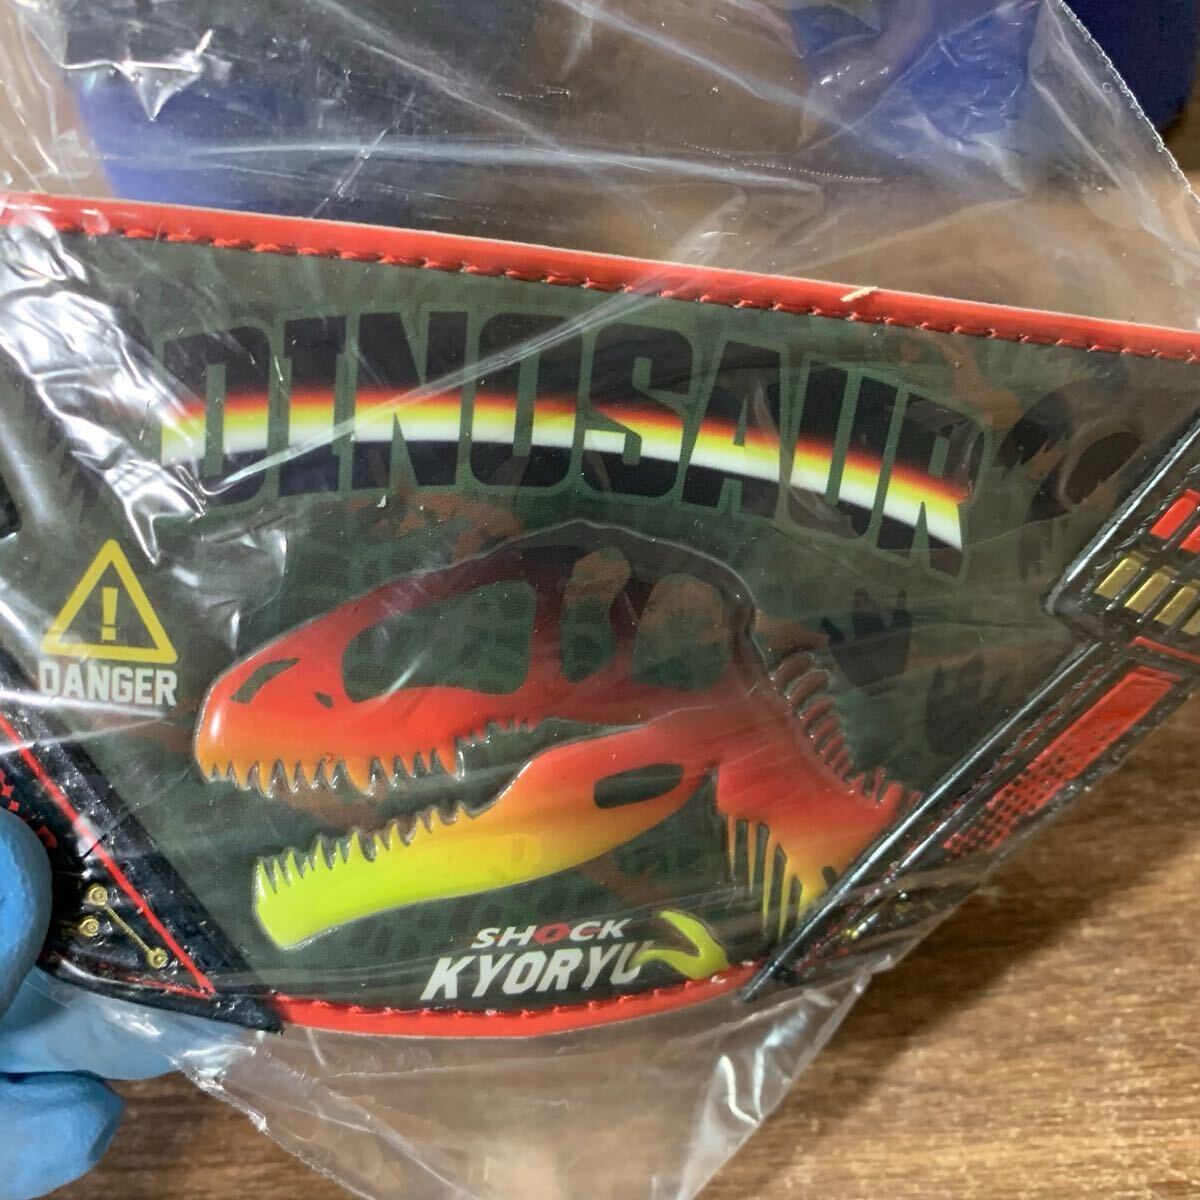 DINOSAUR
!
DANGER
SHOCK
KYORYU